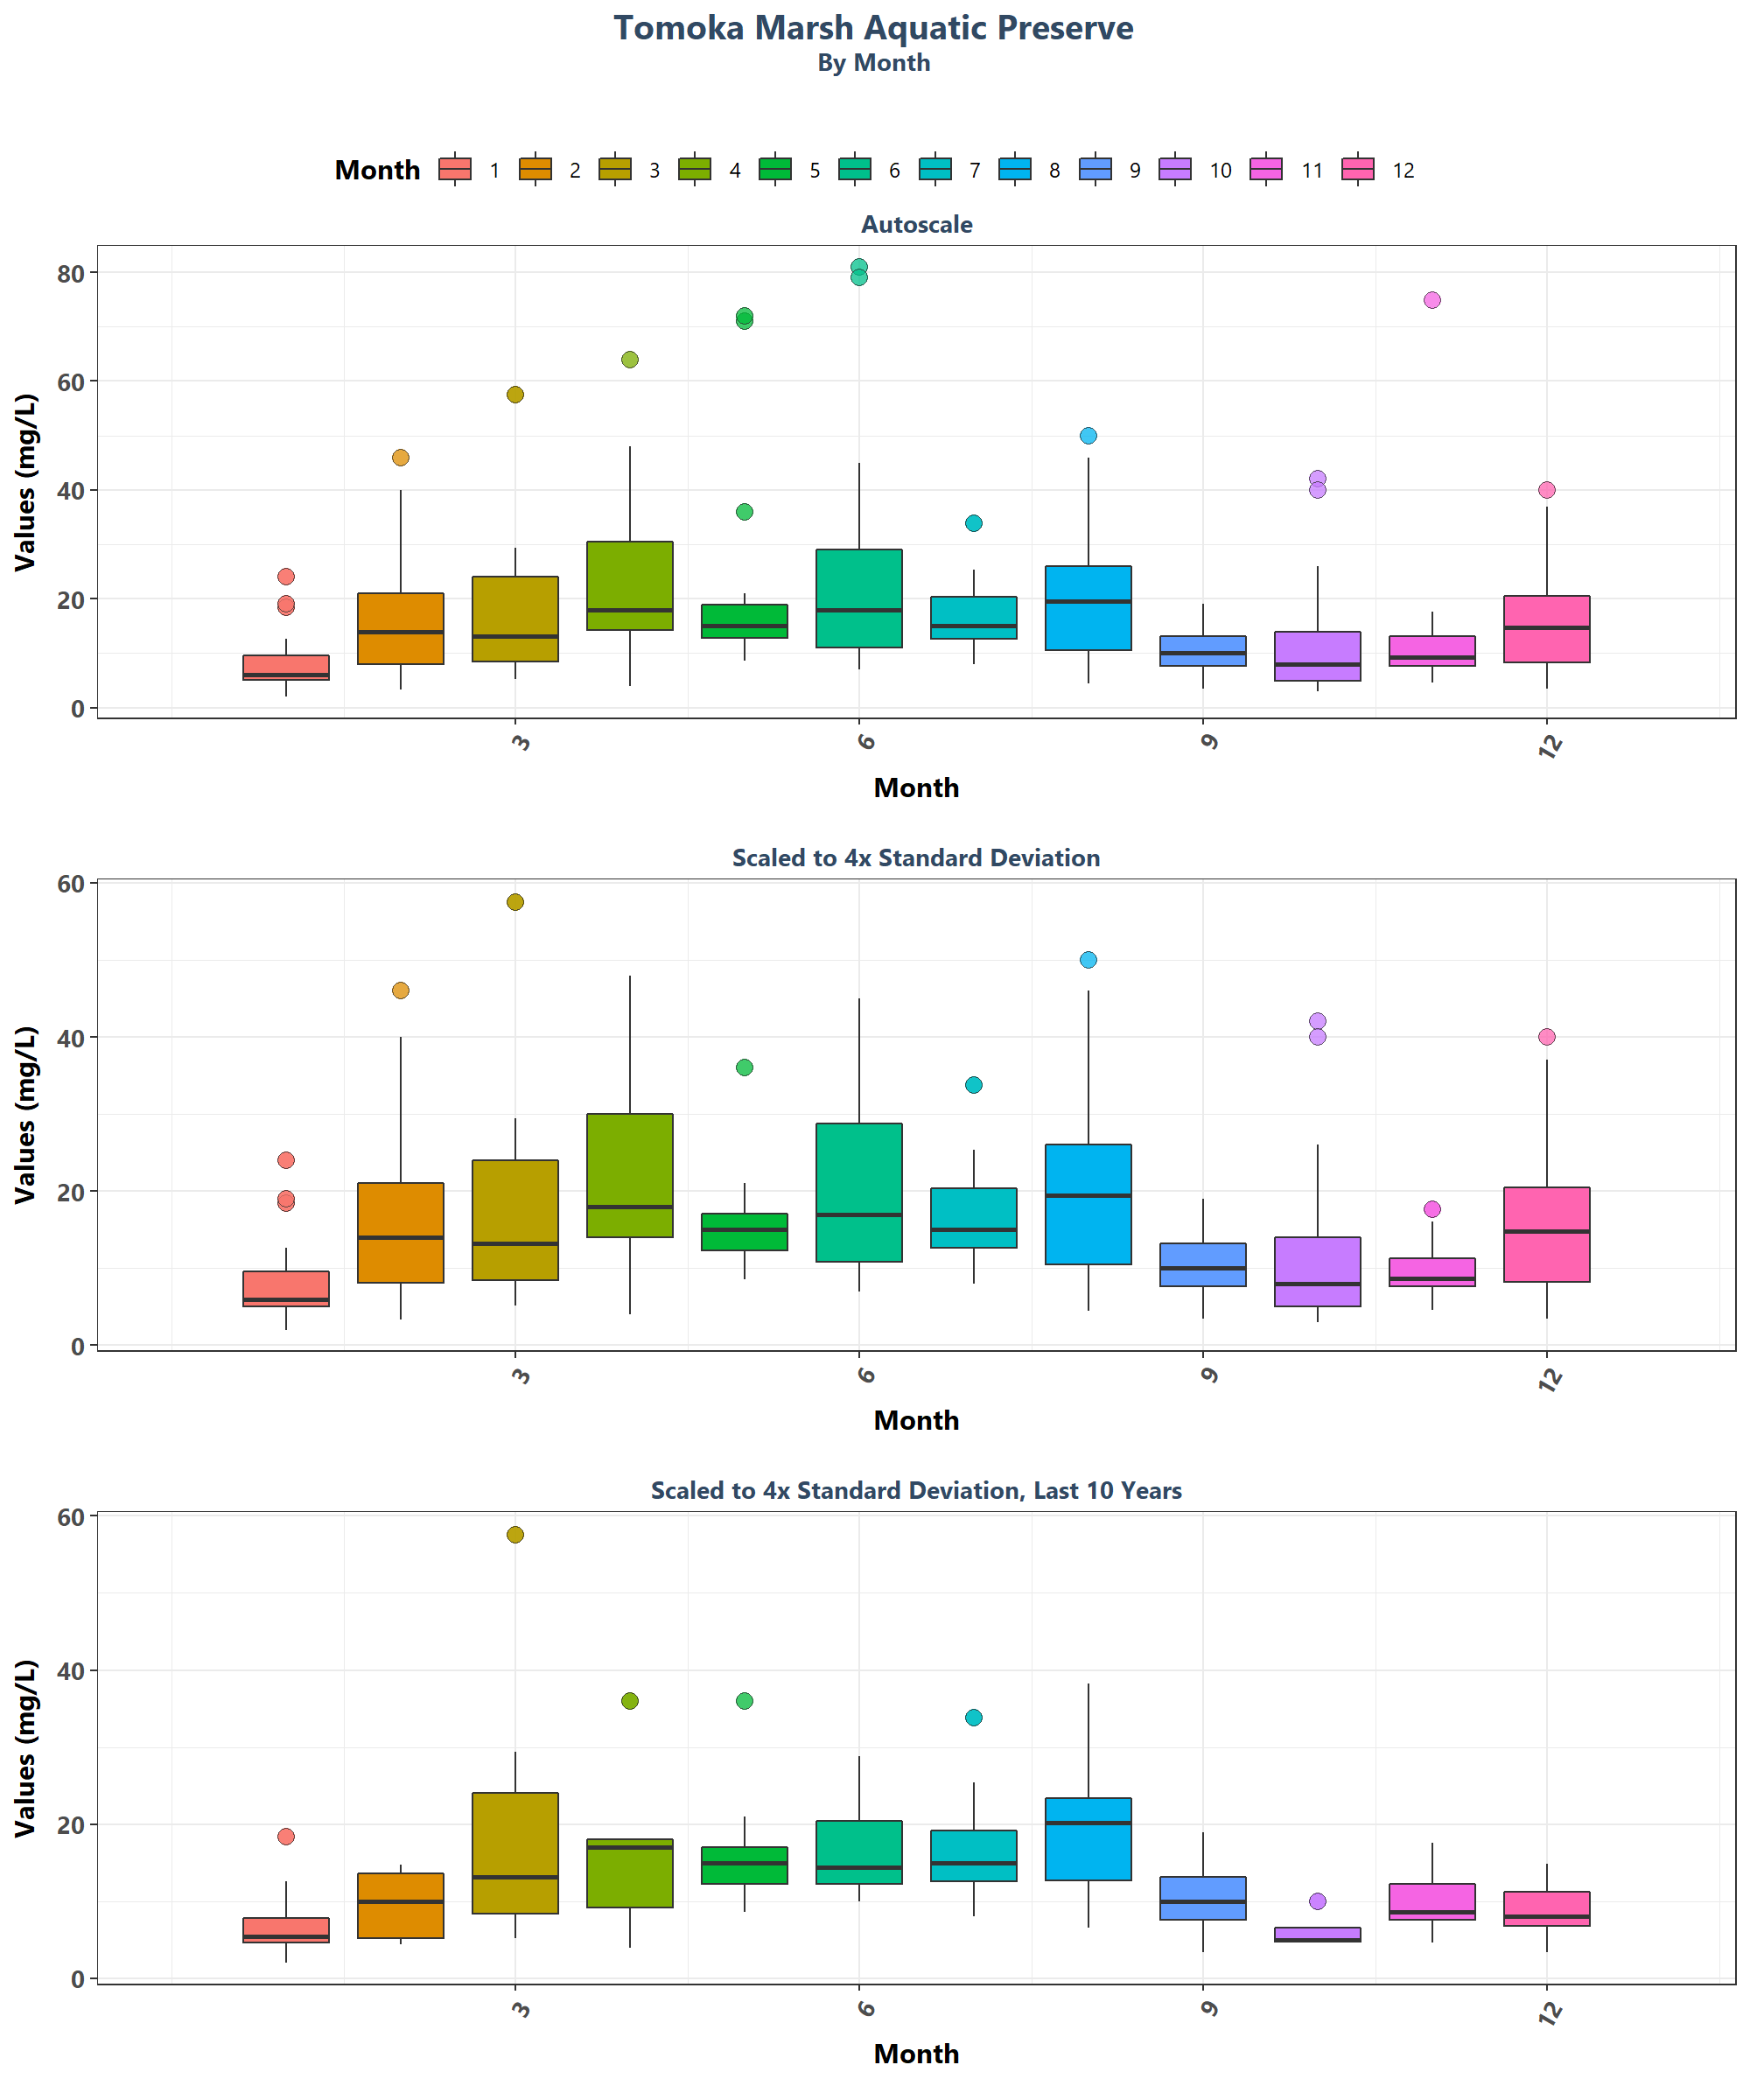 Tomoka Marsh Aquatic Preserve
By Month
Month 1 2 3 4 5 6 7 8 9 10 11 12
Autoscale
Values (mg/L)
80
60
40
20
0
3 6 9 12
Month
Scaled to 4x Standard Deviation
Values (mg/L)
60
40
20
0
3 6 9 12
Month
Scaled to 4x Standard Deviation, Last 10 Years
Values (mg/L)
60
40
20
0
3 6 9 12
Month